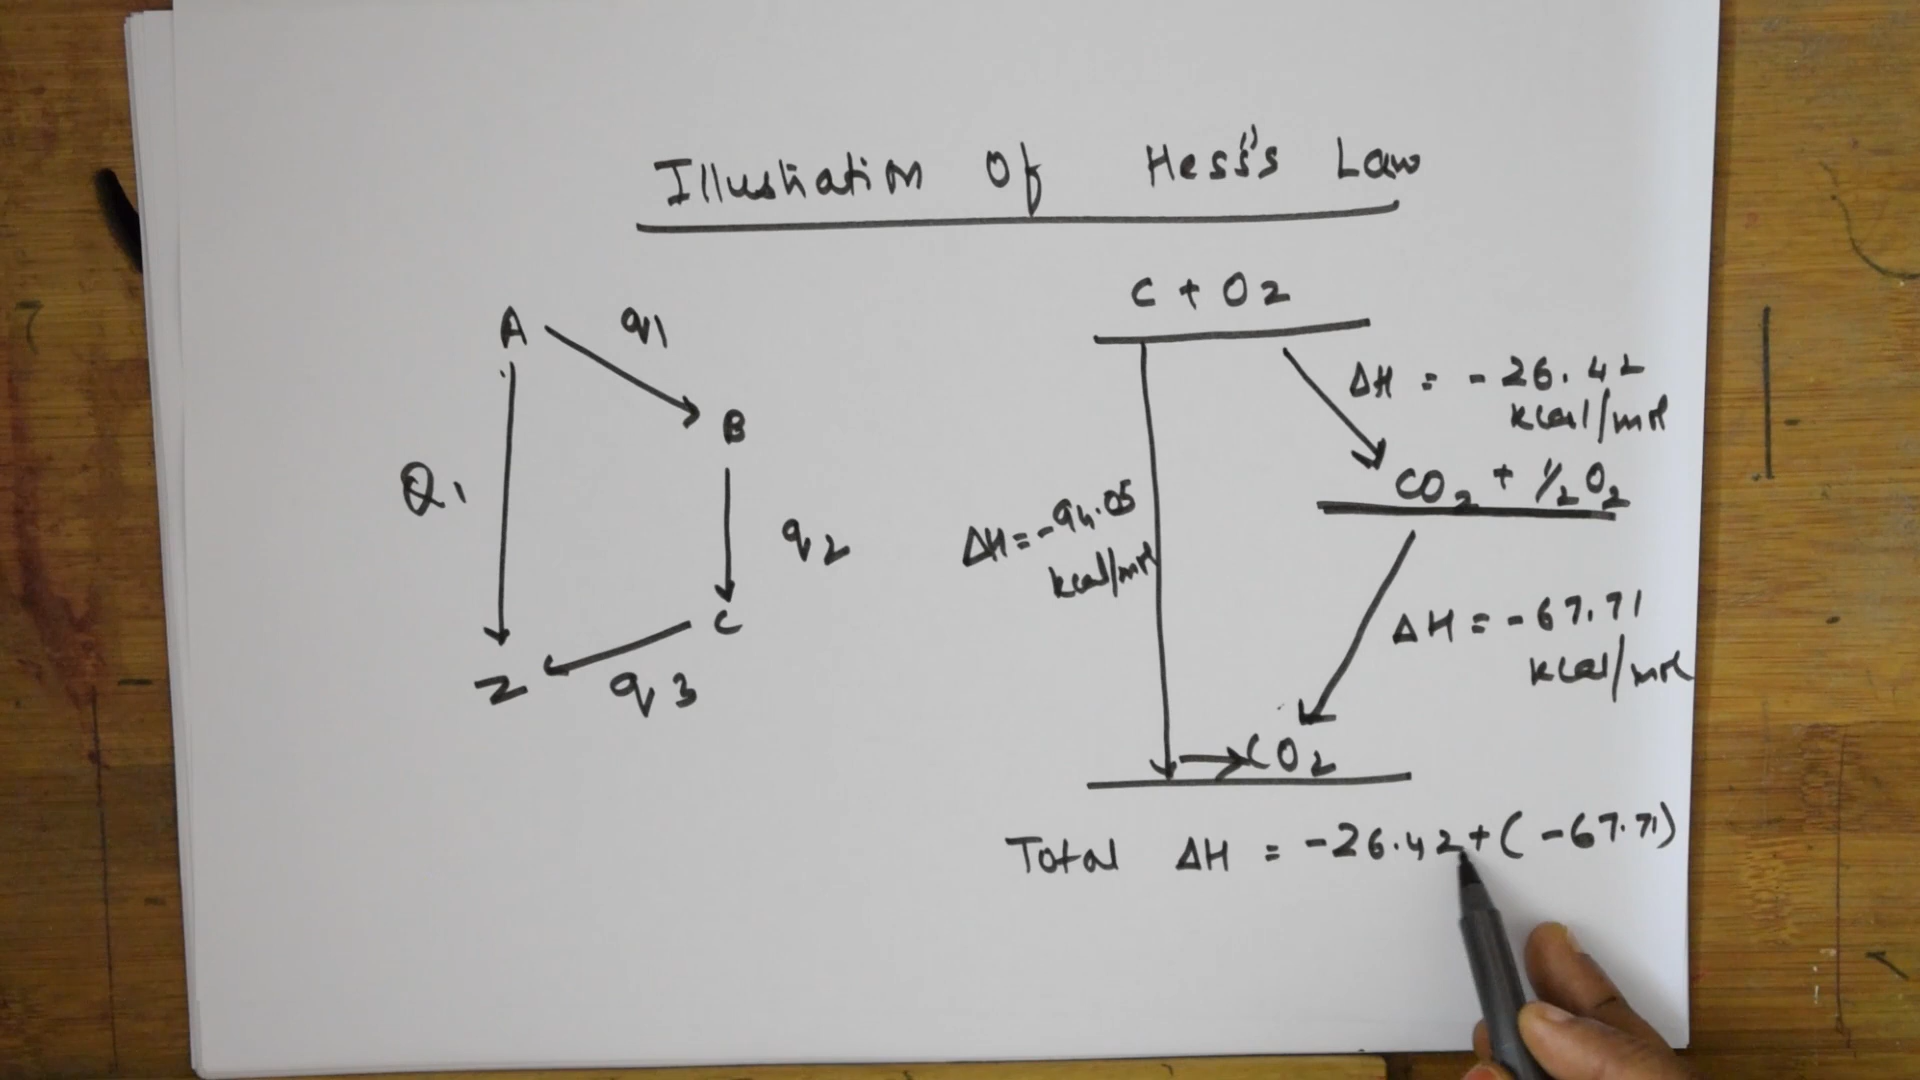 Illustration Of Hess's Law
A
q1
B
Q1
q2
C
Z
q3
C + O2
ΔH = -26.42
kcal/mol
CO2 + 1/2O2
ΔH = -94.05
kcal/mol
ΔH = -67.71
kcal/mol
CO2
Total ΔH = -26.42+(-67.71)